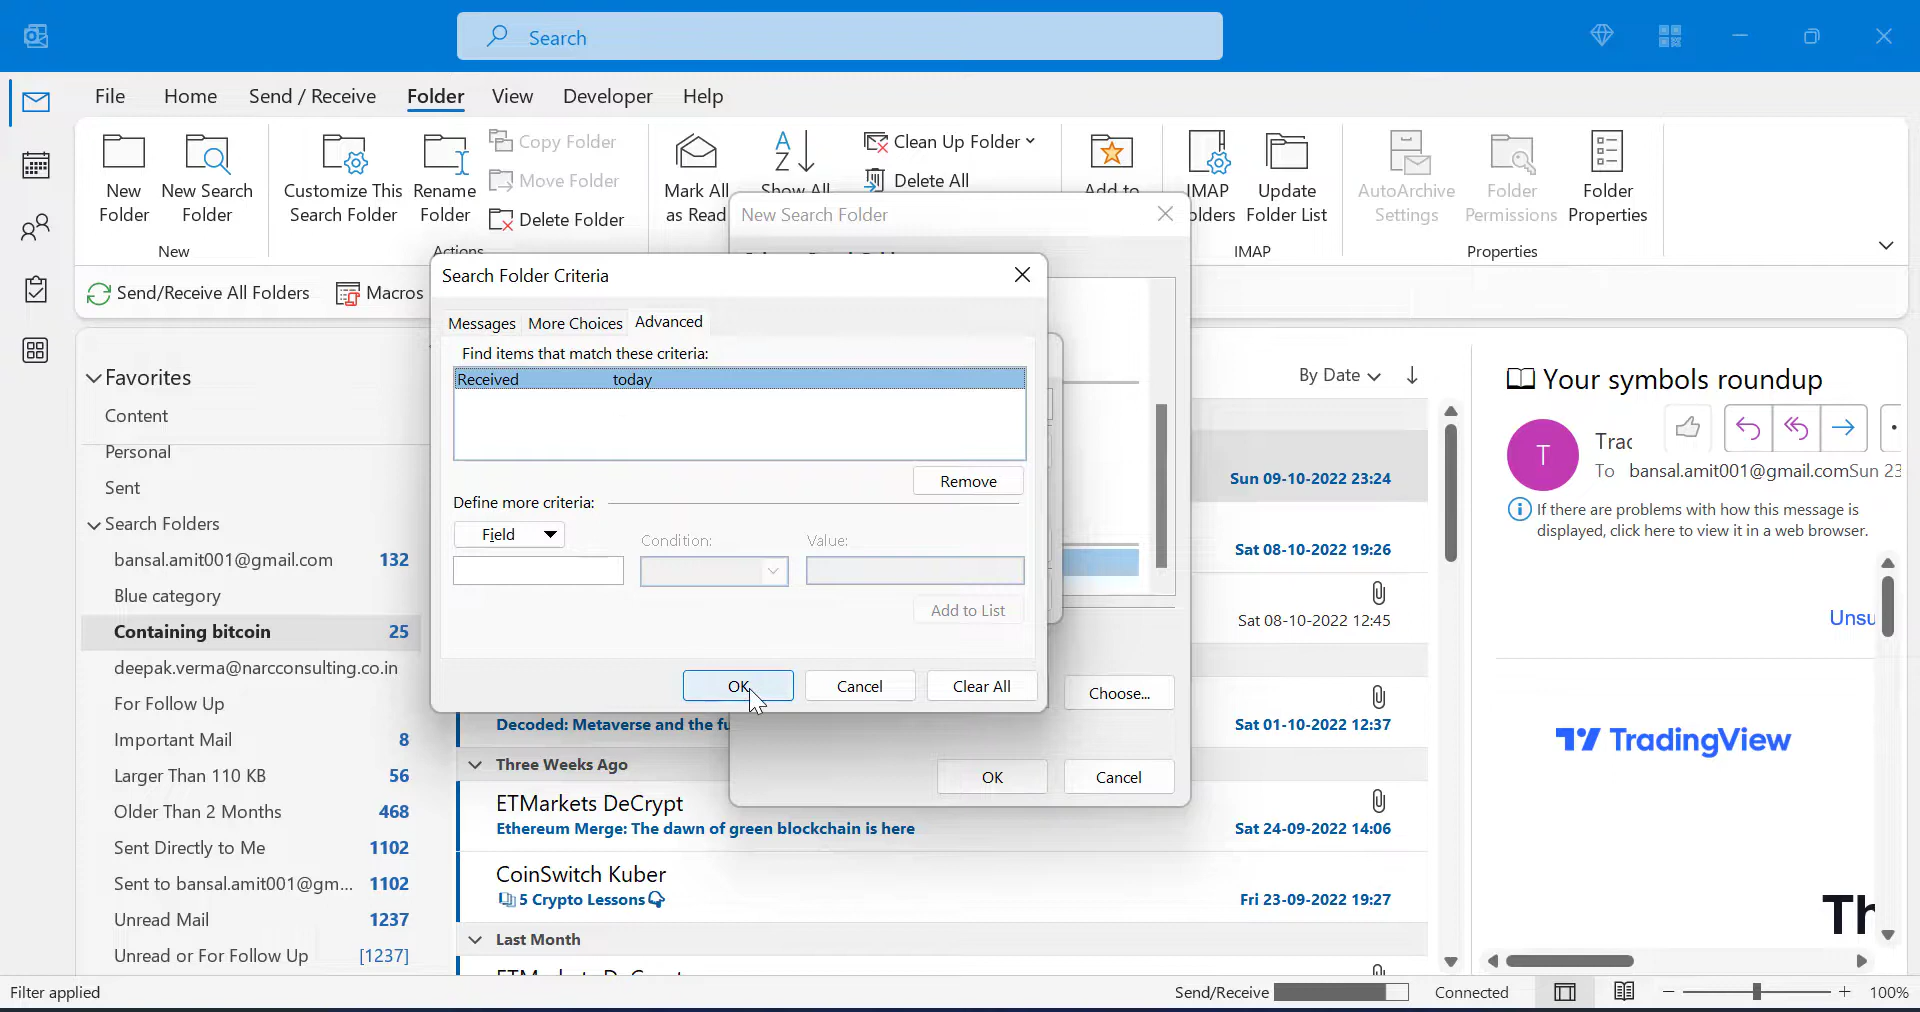 Search
File Home Send / Receive Folder View Developer Help
New Folder
New Search Folder
New
Customize This Search Folder
Rename Folder
Copy Folder
Move Folder
Delete Folder
Actions
Mark All as Read
Show All
Clean Up Folder
Delete All
Add to
IMAP
olders
Update Folder List
IMAP
AutoArchive Settings
Folder Permissions
Folder Properties
Properties
Send/Receive All Folders
Macros
New Search Folder
Search Folder Criteria
Messages More Choices Advanced
Find items that match these criteria:
Received today
Remove
Define more criteria:
Field
Condition:
Value:
Add to List
OK Cancel Clear All
Choose...
OK Cancel
Favorites
Content
Personal
Sent
Search Folders
bansal.amit001@gmail.com 132
Blue category
Containing bitcoin 25
deepak.verma@narcconsulting.co.in
For Follow Up
Important Mail 8
Larger Than 110 KB 56
Older Than 2 Months 468
Sent Directly to Me 1102
Sent to bansal.amit001@gm... 1102
Unread Mail 1237
Unread or For Follow Up [1237]
By Date
Sun 09-10-2022 23:24
Sat 08-10-2022 19:26
Sat 08-10-2022 12:45
Decoded: Metaverse and the fu
Sat 01-10-2022 12:37
Three Weeks Ago
ETMarkets DeCrypt
Ethereum Merge: The dawn of green blockchain is here
Sat 24-09-2022 14:06
CoinSwitch Kuber
5 Crypto Lessons
Fri 23-09-2022 19:27
Last Month
Your symbols roundup
T
Trac
To bansal.amit001@gmail.comSun 23
If there are problems with how this message is
displayed, click here to view it in a web browser.
Unsu
TradingView
Th
Filter applied
Send/Receive
Connected
100%